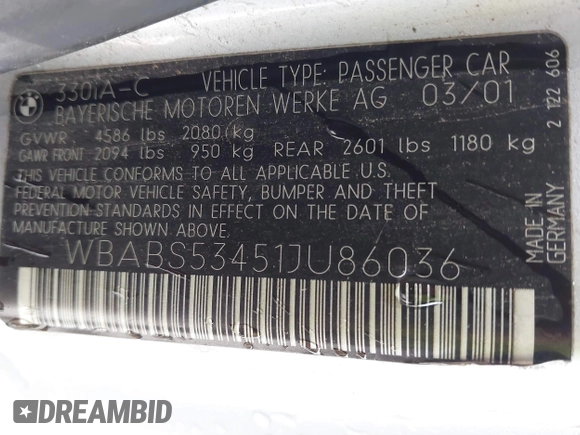 330iA-C VEHICLE TYPE: PASSENGER CAR
BAYERISCHE MOTOREN WERKE AG 03/01
GVWR 4586 lbs 2080 kg
GAWR FRONT 2094 lbs 950 kg REAR 2601 lbs 1180 kg
THIS VEHICLE CONFORMS TO ALL APPLICABLE U.S.
FEDERAL MOTOR VEHICLE SAFETY, BUMPER AND THEFT
PREVENTION STANDARDS IN EFFECT ON THE DATE OF
MANUFACTURE SHOWN ABOVE.
WBABS53451JU86036
MADE IN
GERMANY
2 122 606
DREAMBID